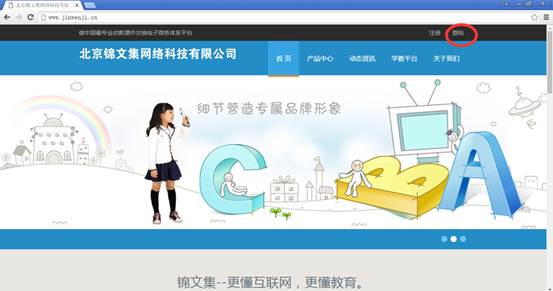 北京锦文集网络科技有限
www.jinwenji.cn
做中国最专业幼教课件交换电子商务体系平台
注册 登陆
北京锦文集网络科技有限公司
首 页 产品中心 动态资讯 学教平台 关于我们
细节营造专属品牌形象
C B A
锦文集--更懂互联网，更懂教育。